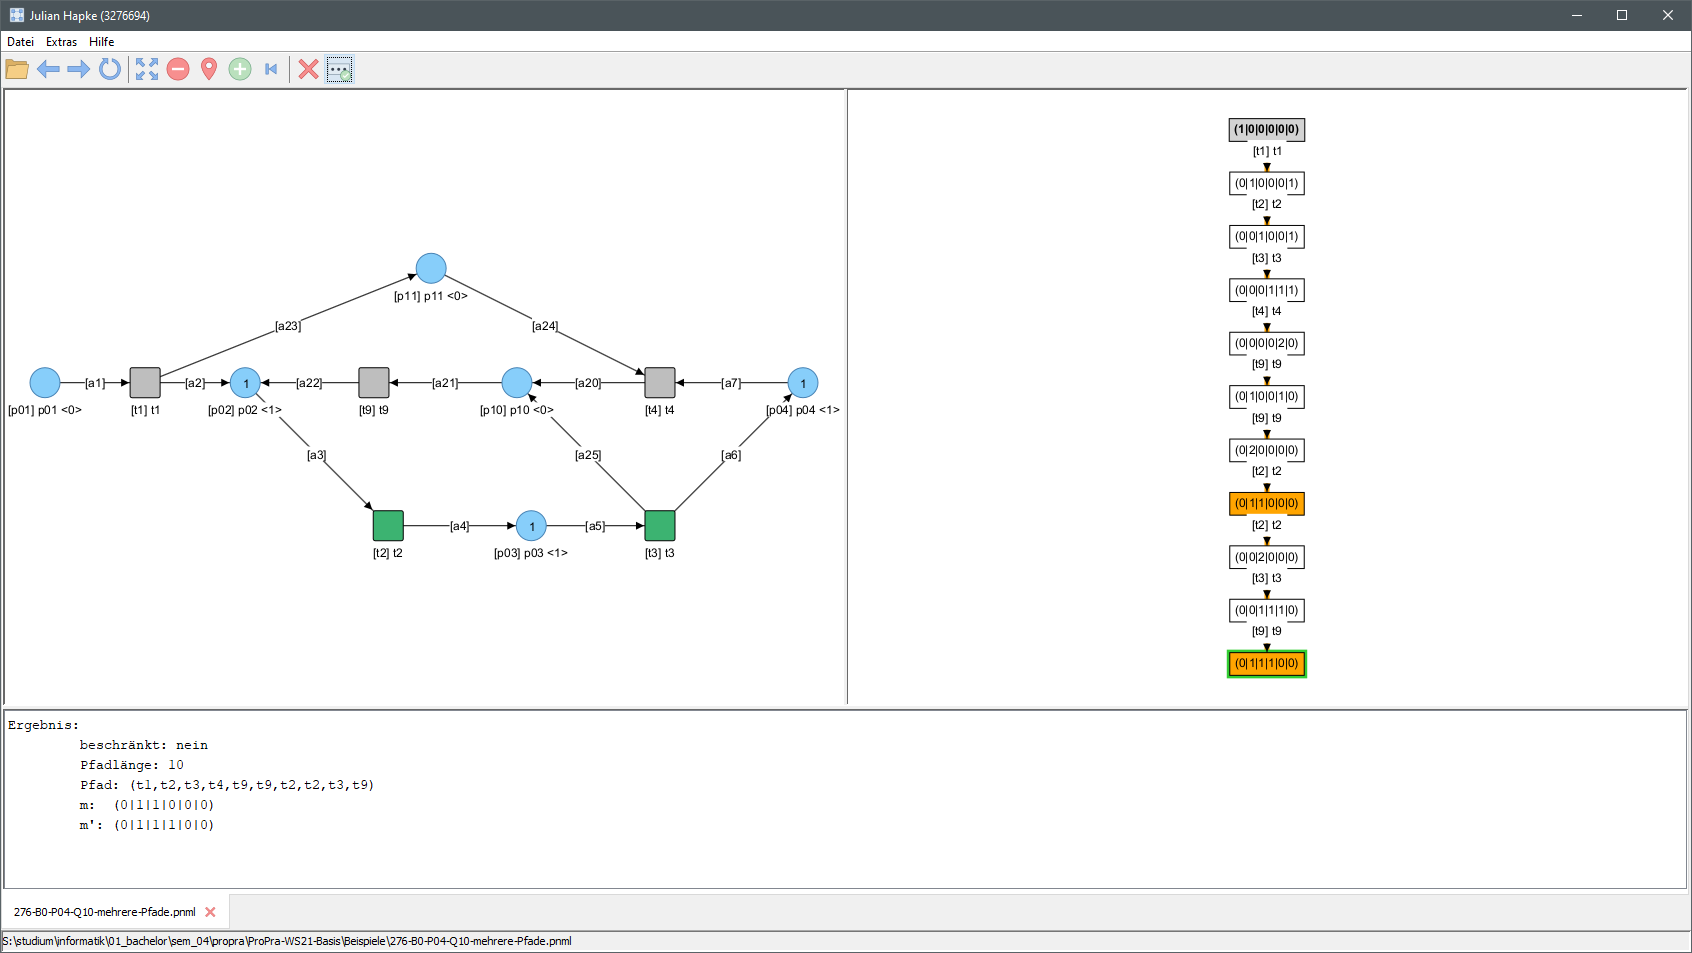 Julian Hapke (3276694)
Datei Extras Hilfe
[p11] p11 <0>
[a23]
[a24]
[a1]
[a2]
1
[a22]
[a21]
[a20]
[a7]
1
[p01] p01 <0>
[t1] t1
[p02] p02 <1>
[t9] t9
[p10] p10 <0>
[t4] t4
[p04] p04 <1>
[a3]
[a25]
[a6]
[a4]
1
[a5]
[t2] t2
[p03] p03 <1>
[t3] t3
(1|0|0|0|0|0)
[t1] t1
(0|1|0|0|0|1)
[t2] t2
(0|0|1|0|0|1)
[t3] t3
(0|0|0|1|1|1)
[t4] t4
(0|0|0|0|2|0)
[t9] t9
(0|1|0|0|1|0)
[t9] t9
(0|2|0|0|0|0)
[t2] t2
(0|1|1|0|0|0)
[t2] t2
(0|0|2|0|0|0)
[t3] t3
(0|0|1|1|1|0)
[t9] t9
(0|1|1|1|0|0)
Ergebnis:
beschränkt: nein
Pfadlänge: 10
Pfad: (t1,t2,t3,t4,t9,t9,t2,t2,t3,t9)
m: (0|1|1|0|0|0)
m': (0|1|1|1|0|0)
276-B0-P04-Q10-mehrere-Pfade.pnml
S:\studium\informatik\01_bachelor\sem_04\propra\ProPra-WS21-Basis\Beispiele\276-B0-P04-Q10-mehrere-Pfade.pnml